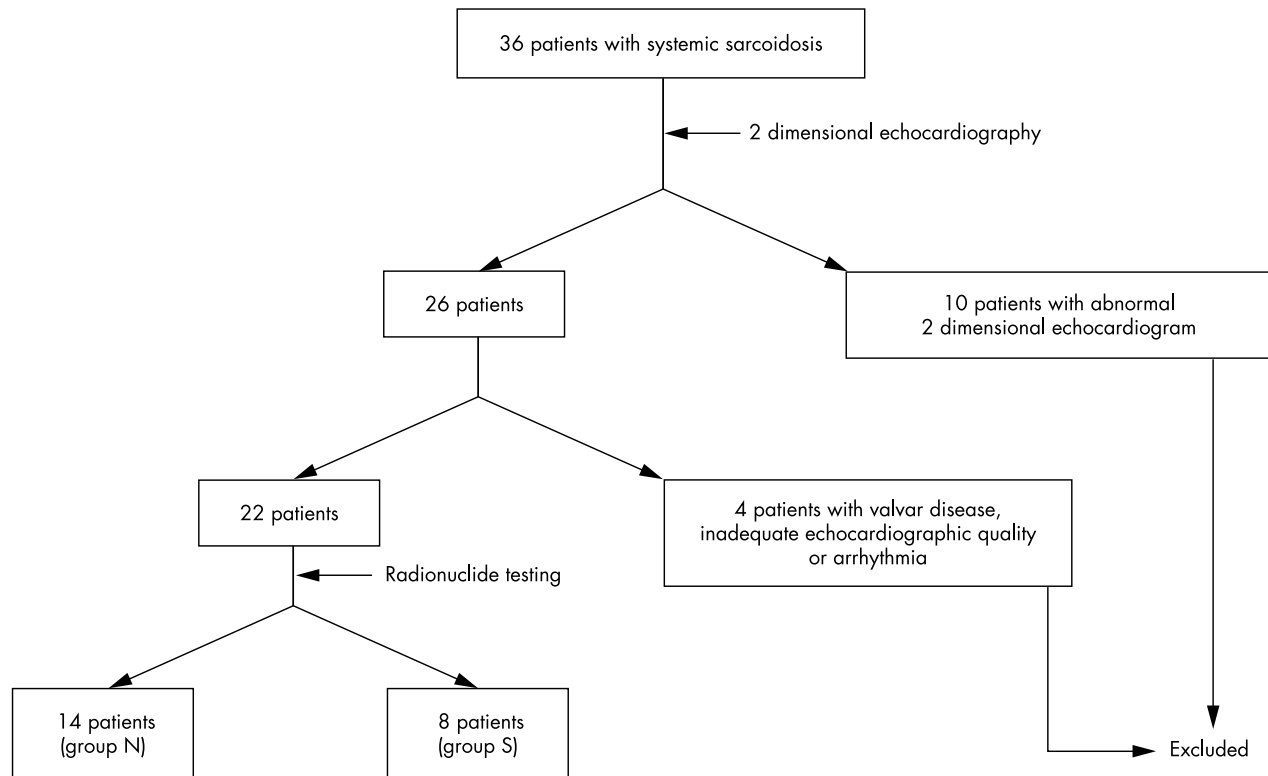 36 patients with systemic sarcoidosis
2 dimensional echocardiography
26 patients
10 patients with abnormal
2 dimensional echocardiogram
22 patients
4 patients with valvar disease,
inadequate echocardiographic quality
or arrhythmia
Radionuclide testing
14 patients
(group N)
8 patients
(group S)
Excluded